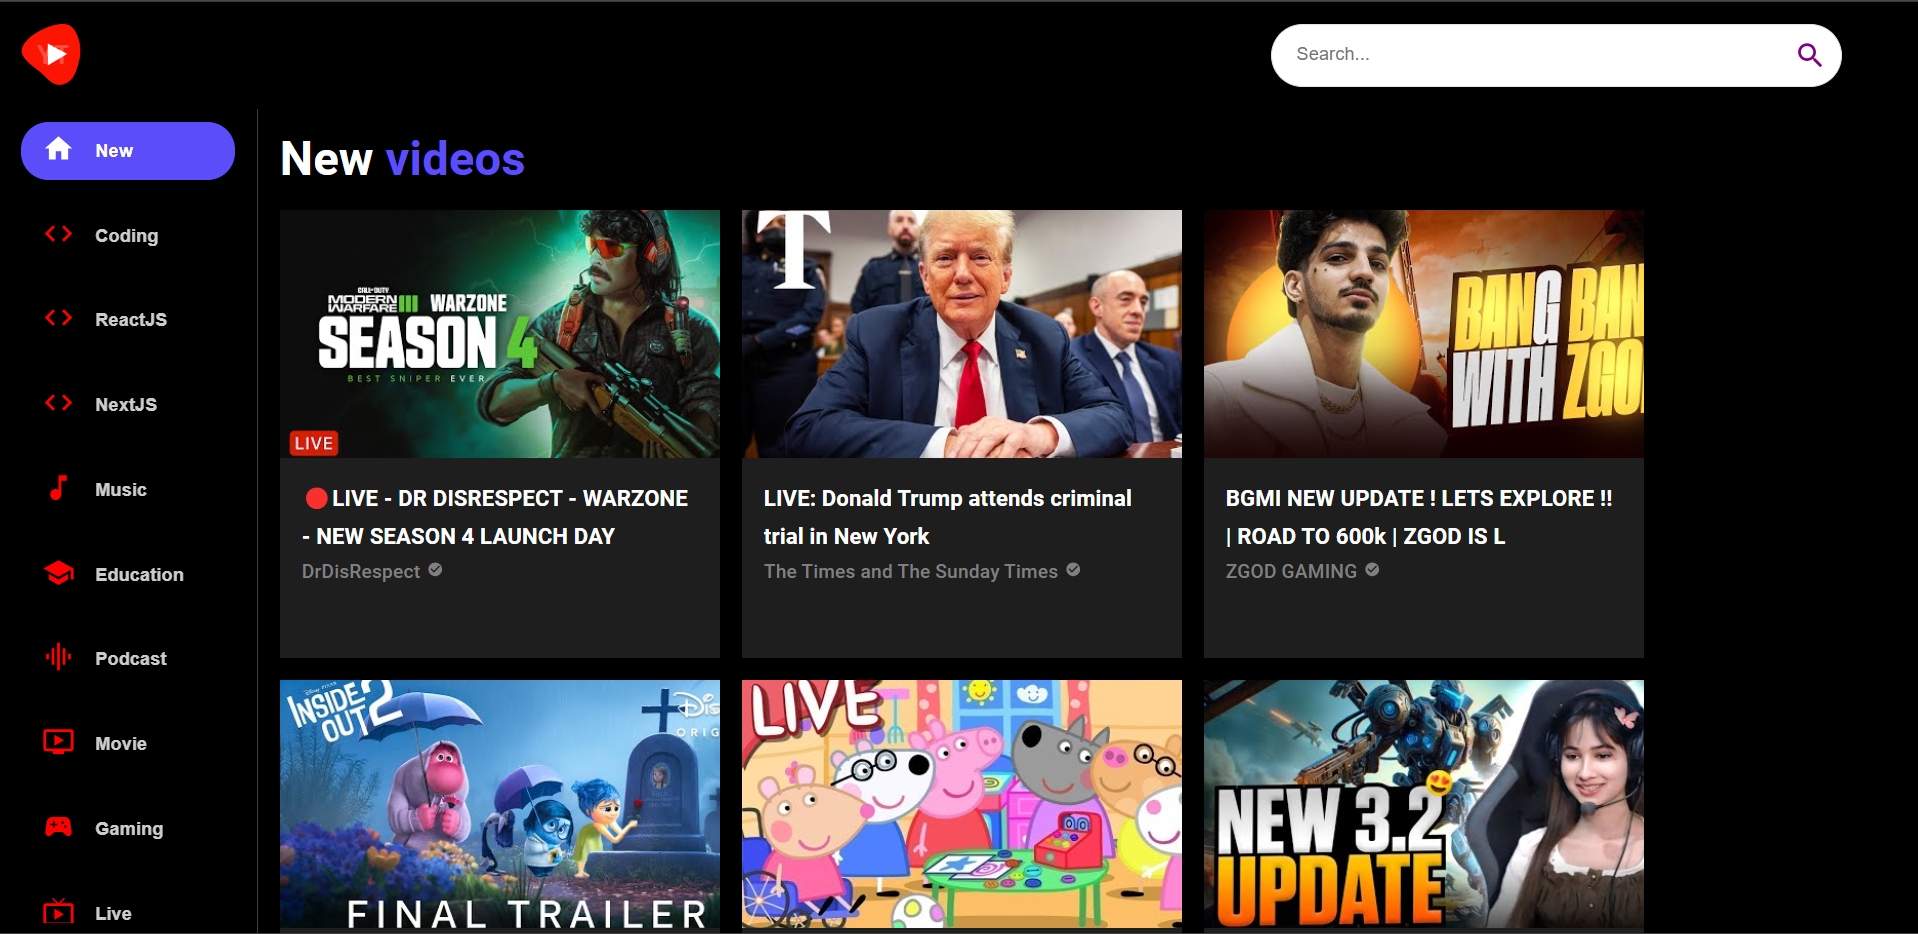 YT
Search...
New
Coding
ReactJS
NextJS
Music
Education
Podcast
Movie
Gaming
Live
New videos
CALL OF DUTY
MODERN WARFARE III WARZONE
SEASON 4
BEST SNIPER EVER
LIVE
🔴LIVE - DR DISRESPECT - WARZONE
- NEW SEASON 4 LAUNCH DAY
DrDisRespect
T
LIVE: Donald Trump attends criminal
trial in New York
The Times and The Sunday Times
BANG BAN
WITH ZGO
BGMI NEW UPDATE ! LETS EXPLORE !!
| ROAD TO 600k | ZGOD IS L
ZGOD GAMING
Disney PIXAR
INSIDE
OUT 2
Dis
ORIG
FINAL TRAILER
LIVE
NEW 3.2
UPDATE